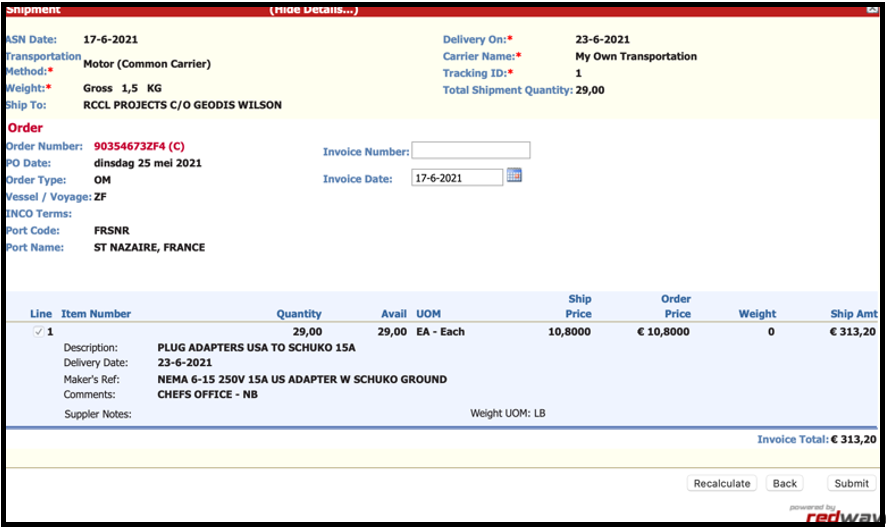 Shipment (Hide Details...)
ASN Date: 17-6-2021 Delivery On:* 23-6-2021
Transportation Method:* Motor (Common Carrier) Carrier Name:* My Own Transportation
Tracking ID:* 1
Weight:* Gross 1,5 KG Total Shipment Quantity: 29,00
Ship To: RCCL PROJECTS C/O GEODIS WILSON
Order
Order Number: 90354673ZF4 (C) Invoice Number:
PO Date: dinsdag 25 mei 2021
Order Type: OM Invoice Date: 17-6-2021
Vessel / Voyage: ZF
INCO Terms:
Port Code: FRSNR
Port Name: ST NAZAIRE, FRANCE
Line Item Number Quantity Avail UOM Ship Price Order Price Weight Ship Amt
1 29,00 29,00 EA - Each 10,8000 € 10,8000 0 € 313,20
Description: PLUG ADAPTERS USA TO SCHUKO 15A
Delivery Date: 23-6-2021
Maker's Ref: NEMA 6-15 250V 15A US ADAPTER W SCHUKO GROUND
Comments: CHEFS OFFICE - NB
Suppler Notes: Weight UOM: LB
Invoice Total: € 313,20
Recalculate Back Submit
powered by
redway